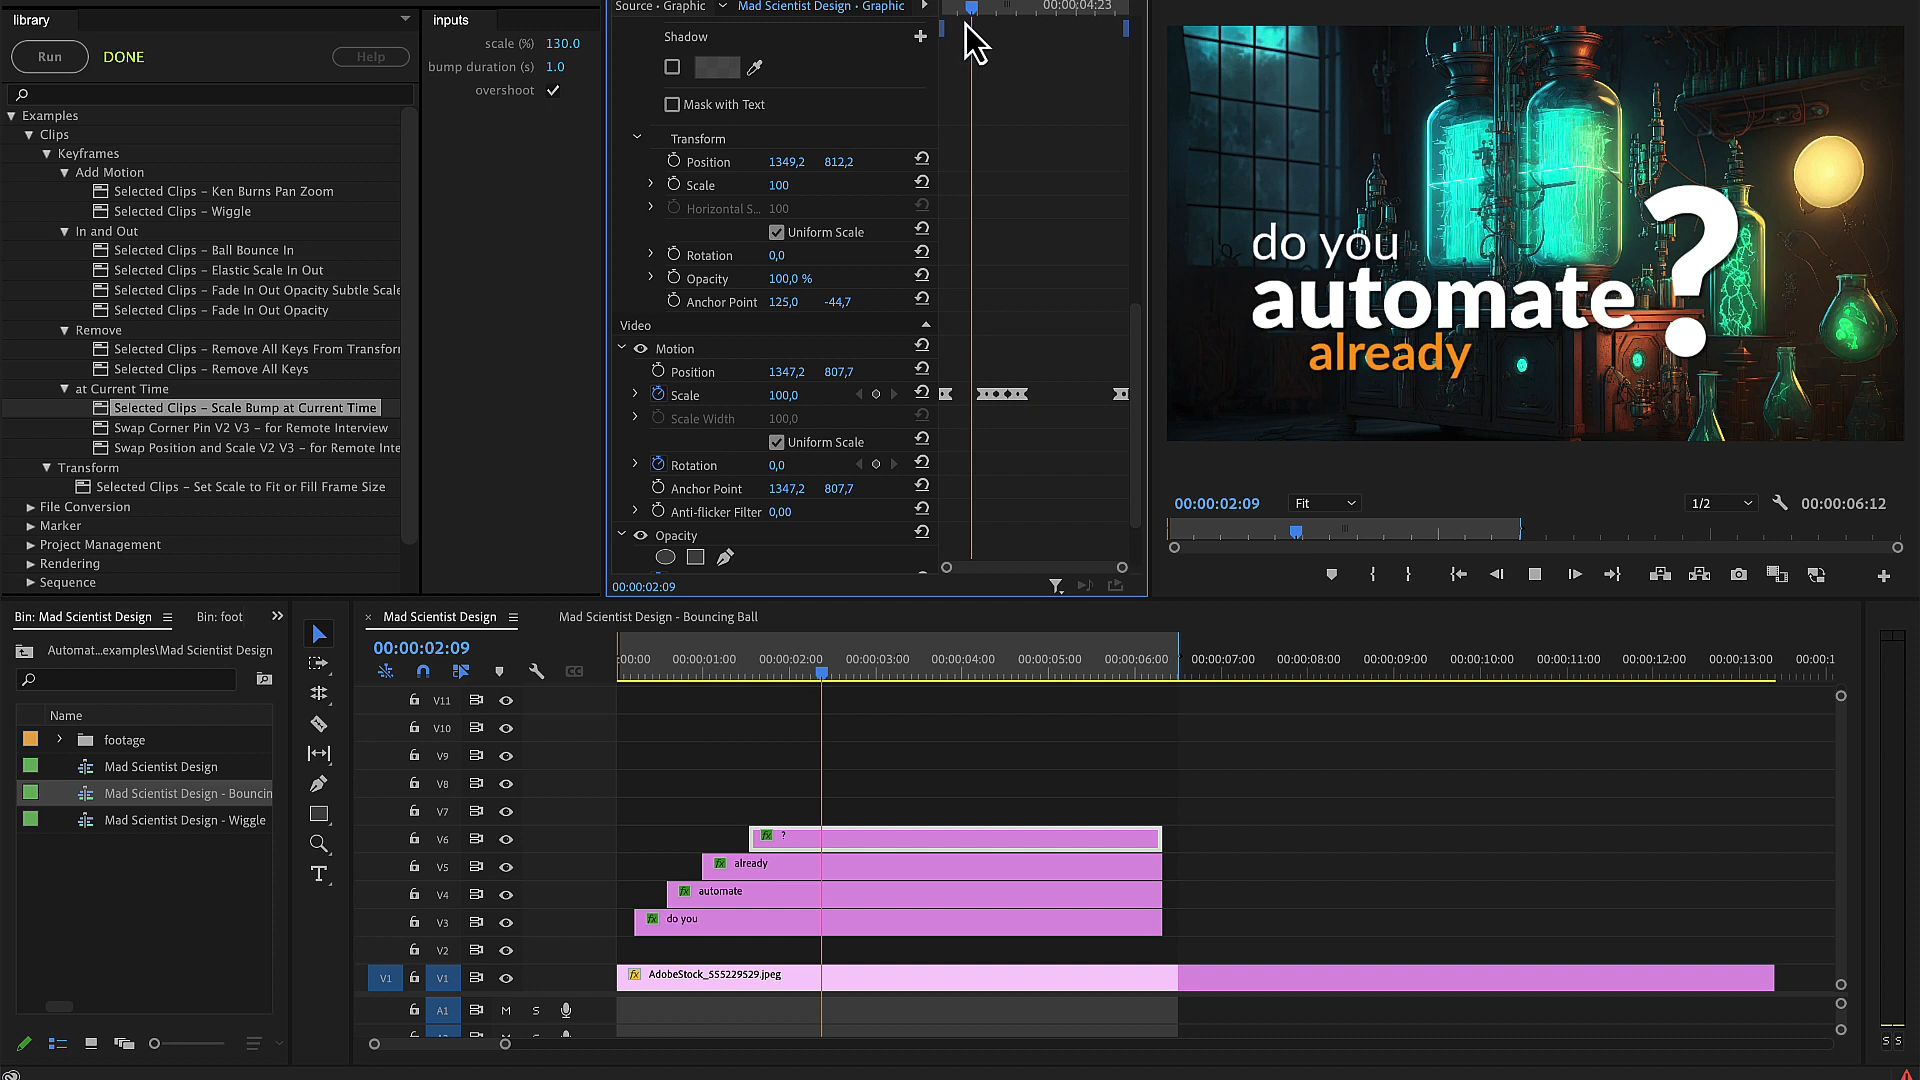 library
Run
DONE
Help
Examples
Clips
Keyframes
Add Motion
Selected Clips – Ken Burns Pan Zoom
Selected Clips – Wiggle
In and Out
Selected Clips – Ball Bounce In
Selected Clips – Elastic Scale In Out
Selected Clips – Fade In Out Opacity Subtle Scale
Selected Clips – Fade In Out Opacity
Remove
Selected Clips – Remove All Keys From Transfor
Selected Clips – Remove All Keys
at Current Time
Selected Clips – Scale Bump at Current Time
Swap Corner Pin V2 V3 – for Remote Interview
Swap Position and Scale V2 V3 – for Remote Inte
Transform
Selected Clips – Set Scale to Fit or Fill Frame Size
File Conversion
Marker
Project Management
Rendering
Sequence
inputs
scale (%) 130.0
bump duration (s) 1.0
overshoot
Source · Graphic
Mad Scientist Design · Graphic
00:00:04:23
Shadow
Mask with Text
Transform
Position 1349,2 812,2
Scale 100
Horizontal S... 100
Uniform Scale
Rotation 0,0
Opacity 100,0 %
Anchor Point 125,0 -44,7
Video
Motion
Position 1347,2 807,7
Scale 100,0
Scale Width 100,0
Uniform Scale
Rotation 0,0
Anchor Point 1347,2 807,7
Anti-flicker Filter 0,00
Opacity
00:00:02:09
do you
automate?
already
00:00:02:09
Fit
1/2
00:00:06:12
Bin: Mad Scientist Design
Bin: foot
Automat...examples\Mad Scientist Design
Name
footage
Mad Scientist Design
Mad Scientist Design - Bouncin
Mad Scientist Design - Wiggle
Mad Scientist Design
Mad Scientist Design - Bouncing Ball
00:00:02:09
:00:00 00:00:01:00 00:00:02:00 00:00:03:00 00:00:04:00 00:00:05:00 00:00:06:00 00:00:07:00 00:00:08:00 00:00:09:00 00:00:10:00 00:00:11:00 00:00:12:00 00:00:13:00 00:00:1
V11
V10
V9
V8
V7
V6
fx ?
V5
fx already
V4
fx automate
V3
fx do you
V2
V1 V1
fx AdobeStock_555229529.jpeg
A1 M S
S S